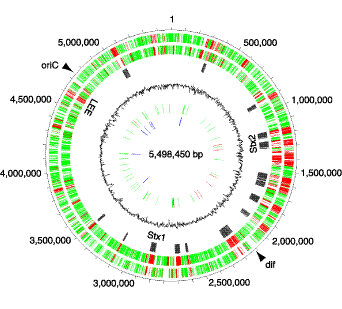 1
500,000
1,000,000
Stx2
1,500,000
2,000,000
dif
2,500,000
Stx1
3,000,000
3,500,000
4,000,000
4,500,000
LEE
oriC
5,000,000
5,498,450 bp